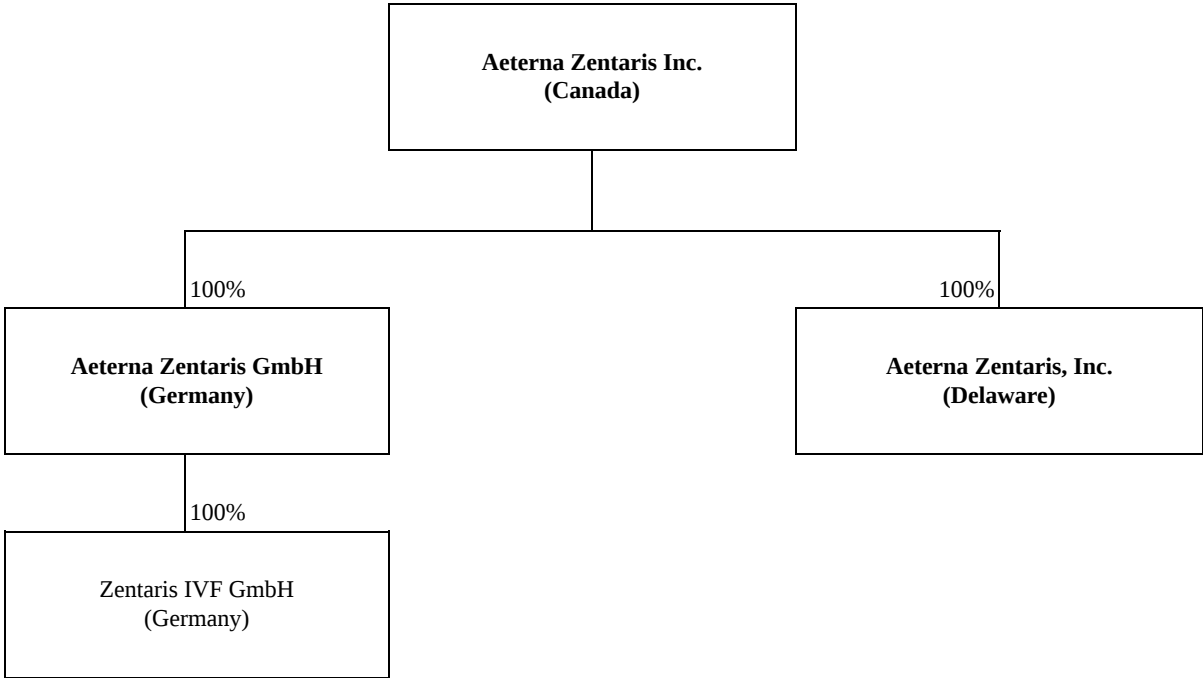 Aeterna Zentaris Inc.
(Canada)
100%
100%
Aeterna Zentaris GmbH
(Germany)
Aeterna Zentaris, Inc.
(Delaware)
100%
Zentaris IVF GmbH
(Germany)